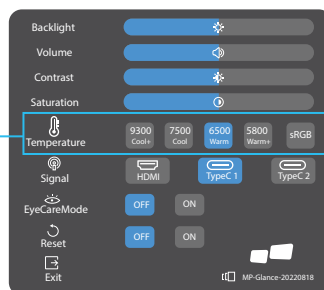 Backlight
Volume
Contrast
Saturation
Temperature
9300 7500 6500 5800 sRGB
Cool+ Cool Warm Warm+
Signal HDMI TypeC 1 TypeC 2
EyeCareMode OFF ON
Reset OFF ON
Exit MP-Glance-20220818